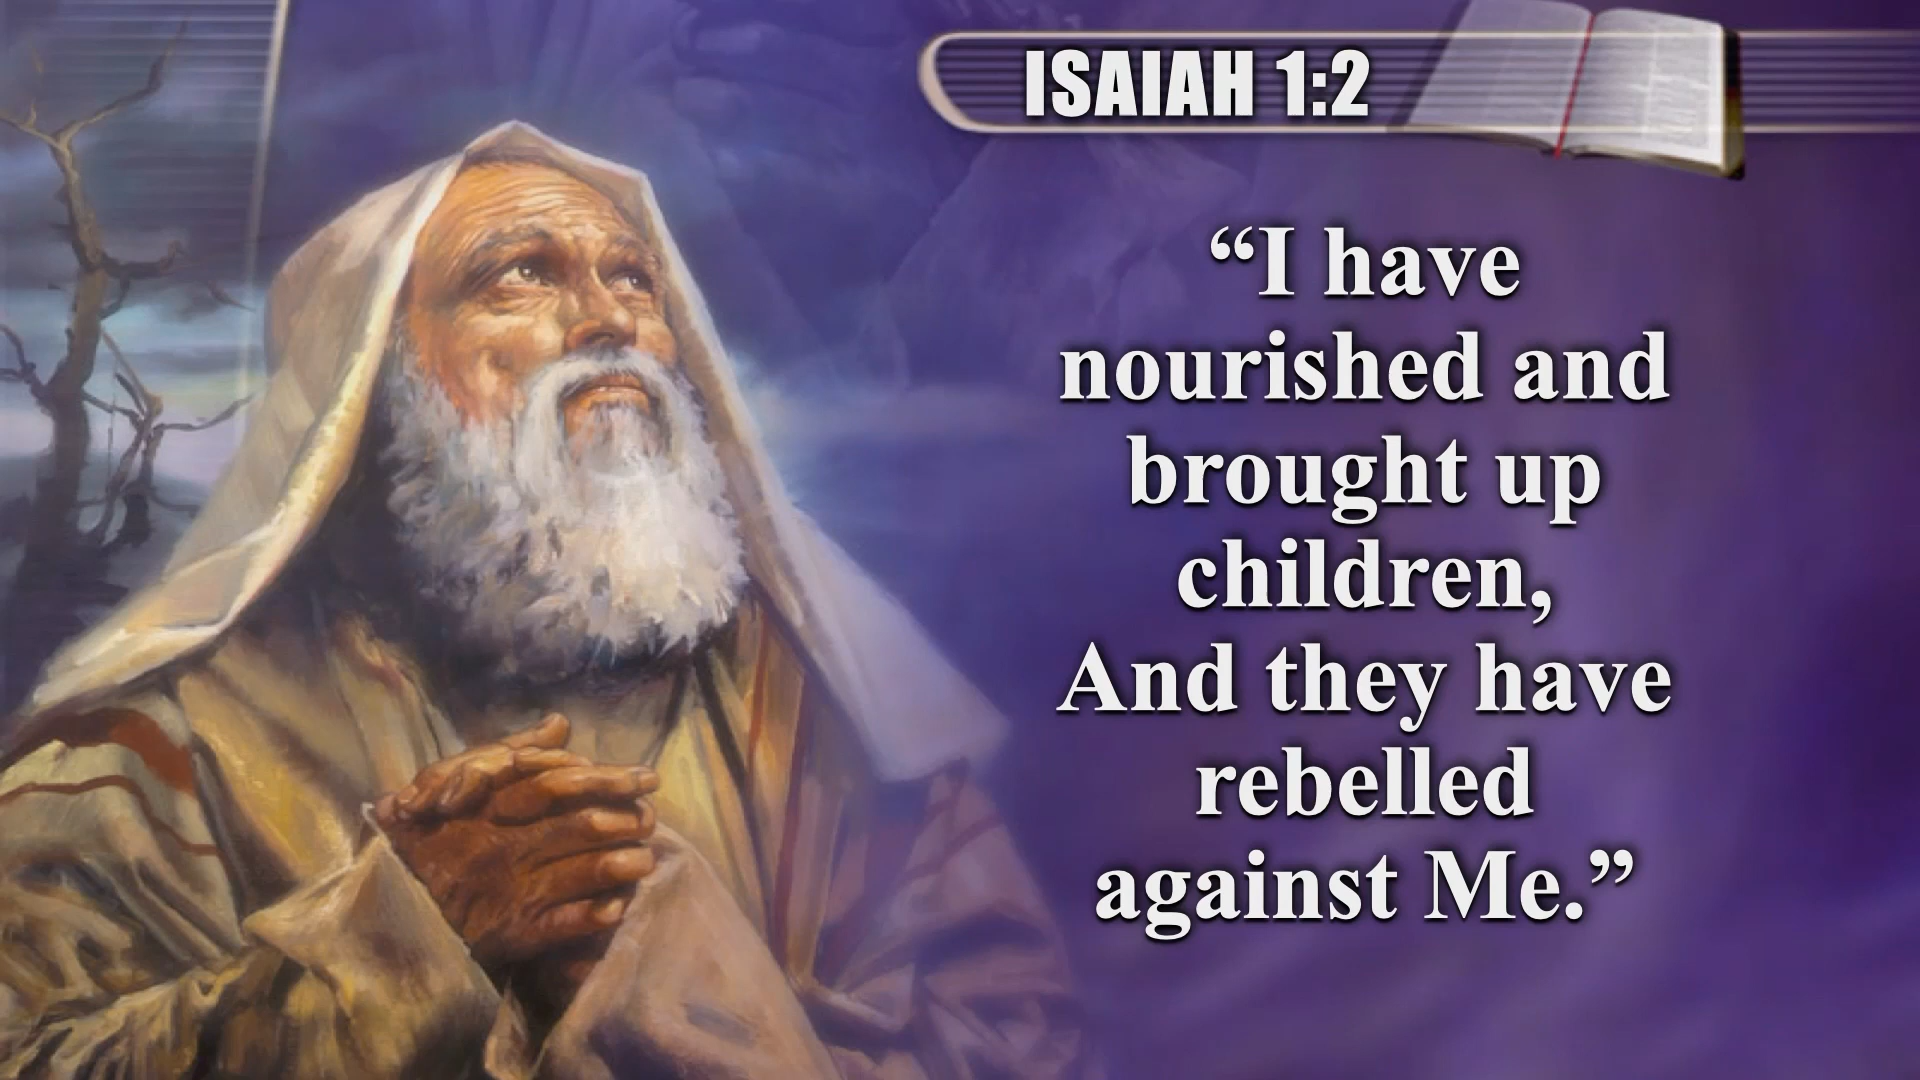 ISAIAH 1:2
“I have
nourished and
brought up
children,
And they have
rebelled
against Me.”